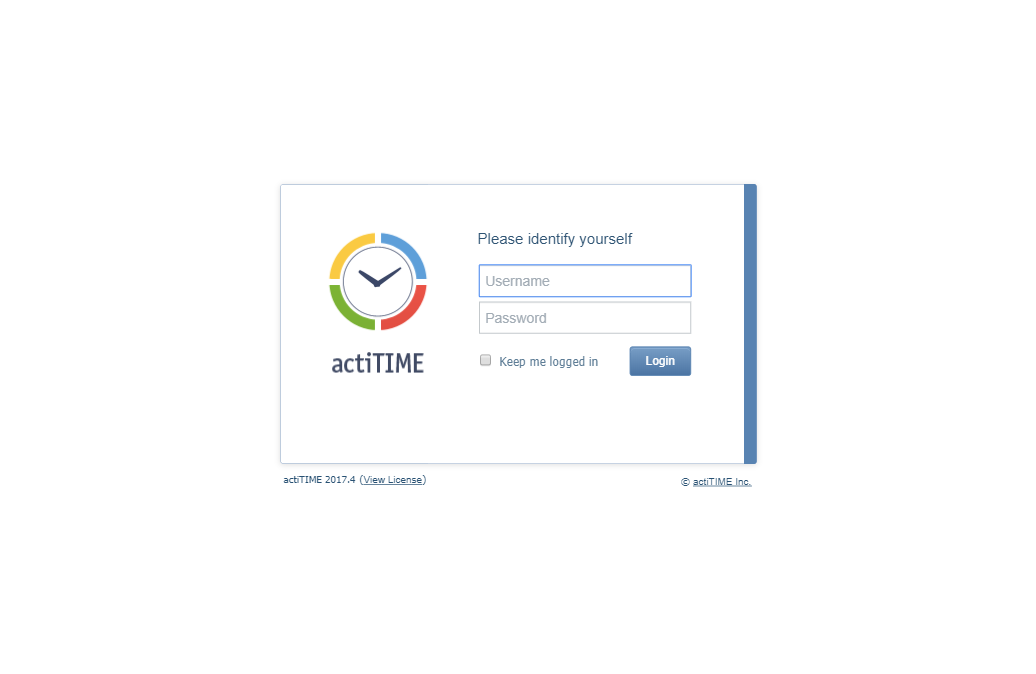 Please identify yourself
Username
Password
Keep me logged in
Login
actiTIME
actiTIME 2017.4 (View License)
© actiTIME Inc.